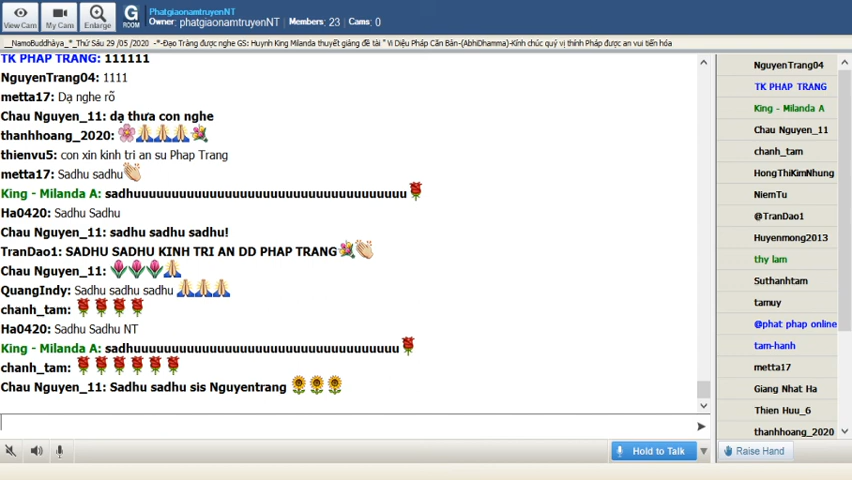 View Cam
My Cam
Enlarge
G
ROOM
PhatgiaonamtruyenNT
Owner: phatgiaonamtruyenNT Members: 23 Cams: 0
__NamoBuddhàya_*_Thứ Sáu 29 /05 /2020 -*-Đạo Tràng được nghe GS: Huynh King Milanda thuyết giảng đề tài " Vi Diệu Pháp Căn Bản-(AbhiDhamma)-Kính chúc quý vị thính Pháp được an vui tiến hóa
TK PHAP TRANG: 111111
NguyenTrang04: 1111
metta17: Dạ nghe rõ
Chau Nguyen_11: dạ thưa con nghe
thanhhoang_2020: 🌸🙏🙏🙏💐
thienvu5: con xin kinh tri an su Phap Trang
metta17: Sadhu sadhu👏
King - Milanda A: sadhuuuuuuuuuuuuuuuuuuuuuuuuuuuuuuuuuuu🌹
Ha0420: Sadhu Sadhu
Chau Nguyen_11: sadhu sadhu sadhu!
TranDao1: SADHU SADHU KINH TRI AN DD PHAP TRANG💐👏
Chau Nguyen_11: 🌷🌷🌷🙏
QuangIndy: Sadhu sadhu sadhu 🙏🙏🙏
chanh_tam: 🌹🌹🌹🌹
Ha0420: Sadhu Sadhu NT
King - Milanda A: sadhuuuuuuuuuuuuuuuuuuuuuuuuuuuuuuuuuu🌹
chanh_tam: 🌹🌹🌹🌹🌹🌹
Chau Nguyen_11: Sadhu sadhu sis Nguyentrang 🌻🌻🌻
Hold to Talk
NguyenTrang04
TK PHAP TRANG
King - Milanda A
Chau Nguyen_11
chanh_tam
HongThiKimNhung
NiemTu
@TranDao1
Huyenmong2013
thy lam
Suthanhtam
tamuy
@phat phap online
tam-hanh
metta17
Giang Nhat Ha
Thien Huu_6
thanhhoang_2020
Raise Hand